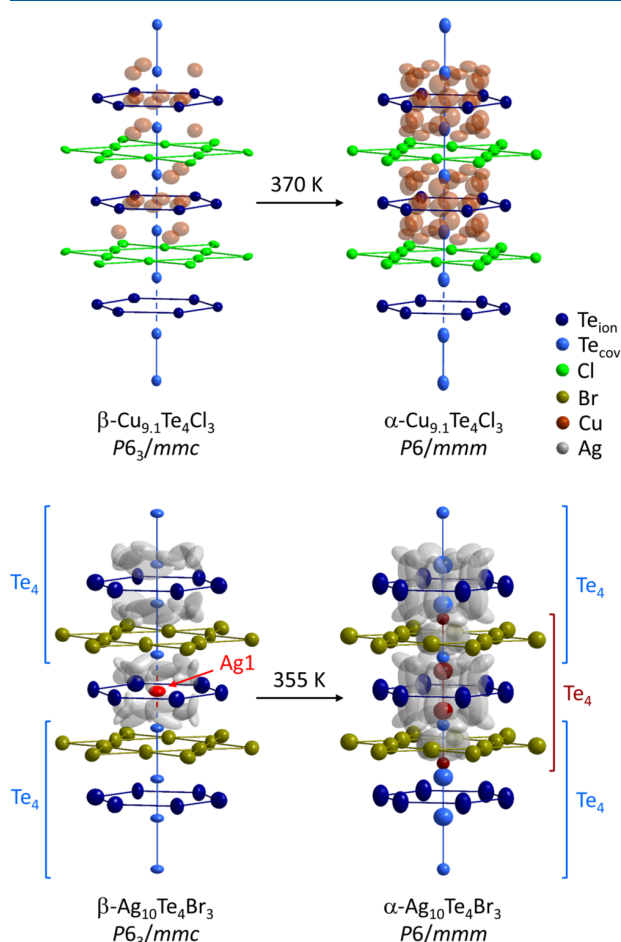 370 K
Te_ion
Te_cov
Cl
Br
Cu
Ag
β-Cu₉.₁Te₄Cl₃
P6₃/mmc
α-Cu₉.₁Te₄Cl₃
P6/mmm
Te₄
Te₄
Ag1
355 K
Te₄
Te₄
Te₄
β-Ag₁₀Te₄Br₃
P6₃/mmc
α-Ag₁₀Te₄Br₃
P6/mmm